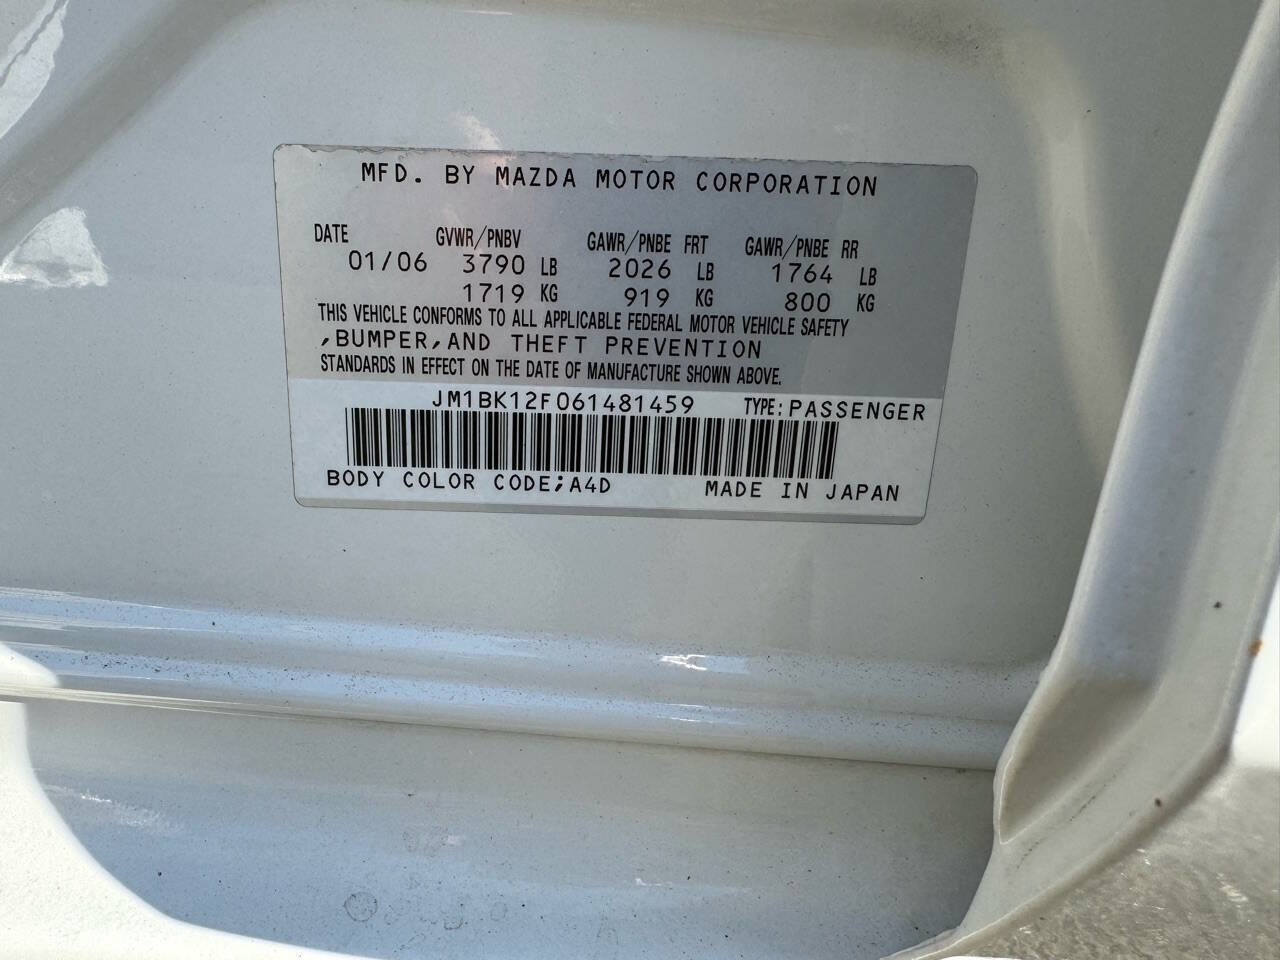 MFD. BY MAZDA MOTOR CORPORATION
DATE GVWR/PNBV GAWR/PNBE FRT GAWR/PNBE RR
01/06 3790 LB 2026 LB 1764 LB
1719 KG 919 KG 800 KG
THIS VEHICLE CONFORMS TO ALL APPLICABLE FEDERAL MOTOR VEHICLE SAFETY
,BUMPER,AND THEFT PREVENTION
STANDARDS IN EFFECT ON THE DATE OF MANUFACTURE SHOWN ABOVE.
JM1BK12F061481459 TYPE:PASSENGER
BODY COLOR CODE;A4D MADE IN JAPAN